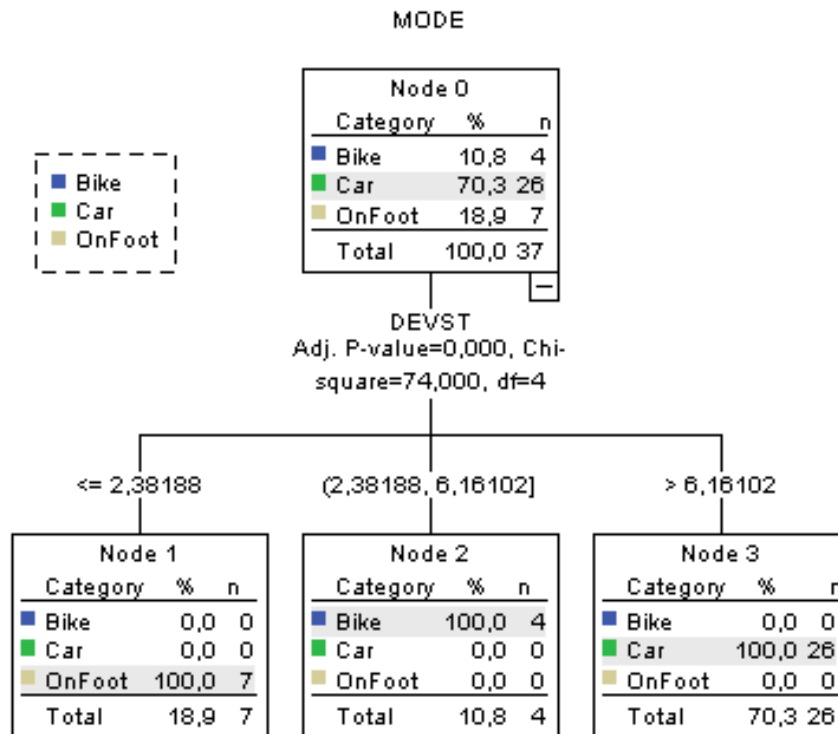 MODE
Node 0
Category % n
Bike 10,8 4
Car 70,3 26
OnFoot 18,9 7
Total 100,0 37
Bike
Car
OnFoot
DEVST
Adj. P-value=0,000, Chi-
square=74,000, df=4
<= 2,38188
(2,38188, 6,16102]
> 6,16102
Node 1
Category % n
Bike 0,0 0
Car 0,0 0
OnFoot 100,0 7
Total 18,9 7
Node 2
Category % n
Bike 100,0 4
Car 0,0 0
OnFoot 0,0 0
Total 10,8 4
Node 3
Category % n
Bike 0,0 0
Car 100,0 26
OnFoot 0,0 0
Total 70,3 26